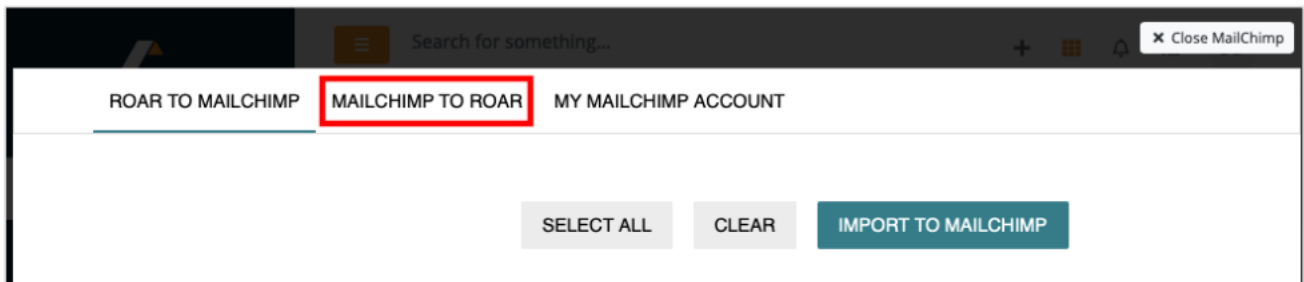 Search for something...
× Close MailChimp
ROAR TO MAILCHIMP MAILCHIMP TO ROAR MY MAILCHIMP ACCOUNT
SELECT ALL CLEAR IMPORT TO MAILCHIMP